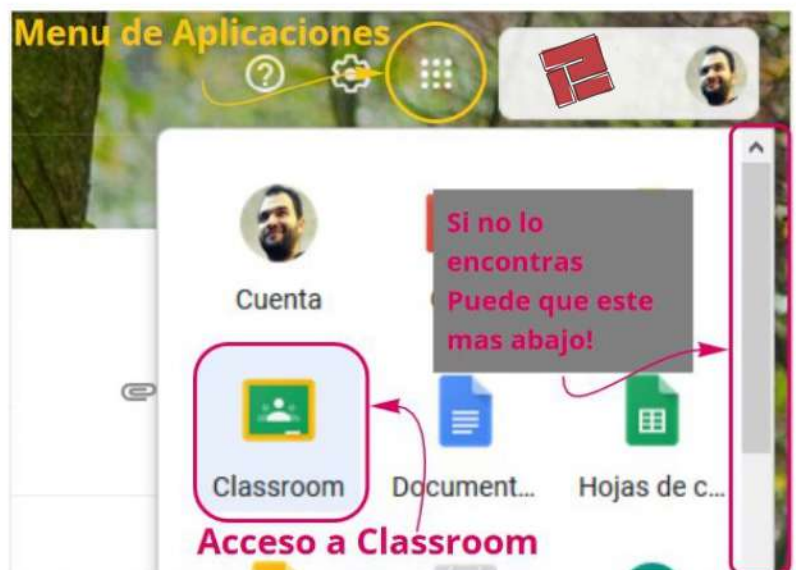 Menu de Aplicaciones
Si no lo
encontras
Puede que este
mas abajo!
Cuenta
Classroom
Document...
Hojas de c...
Acceso a Classroom